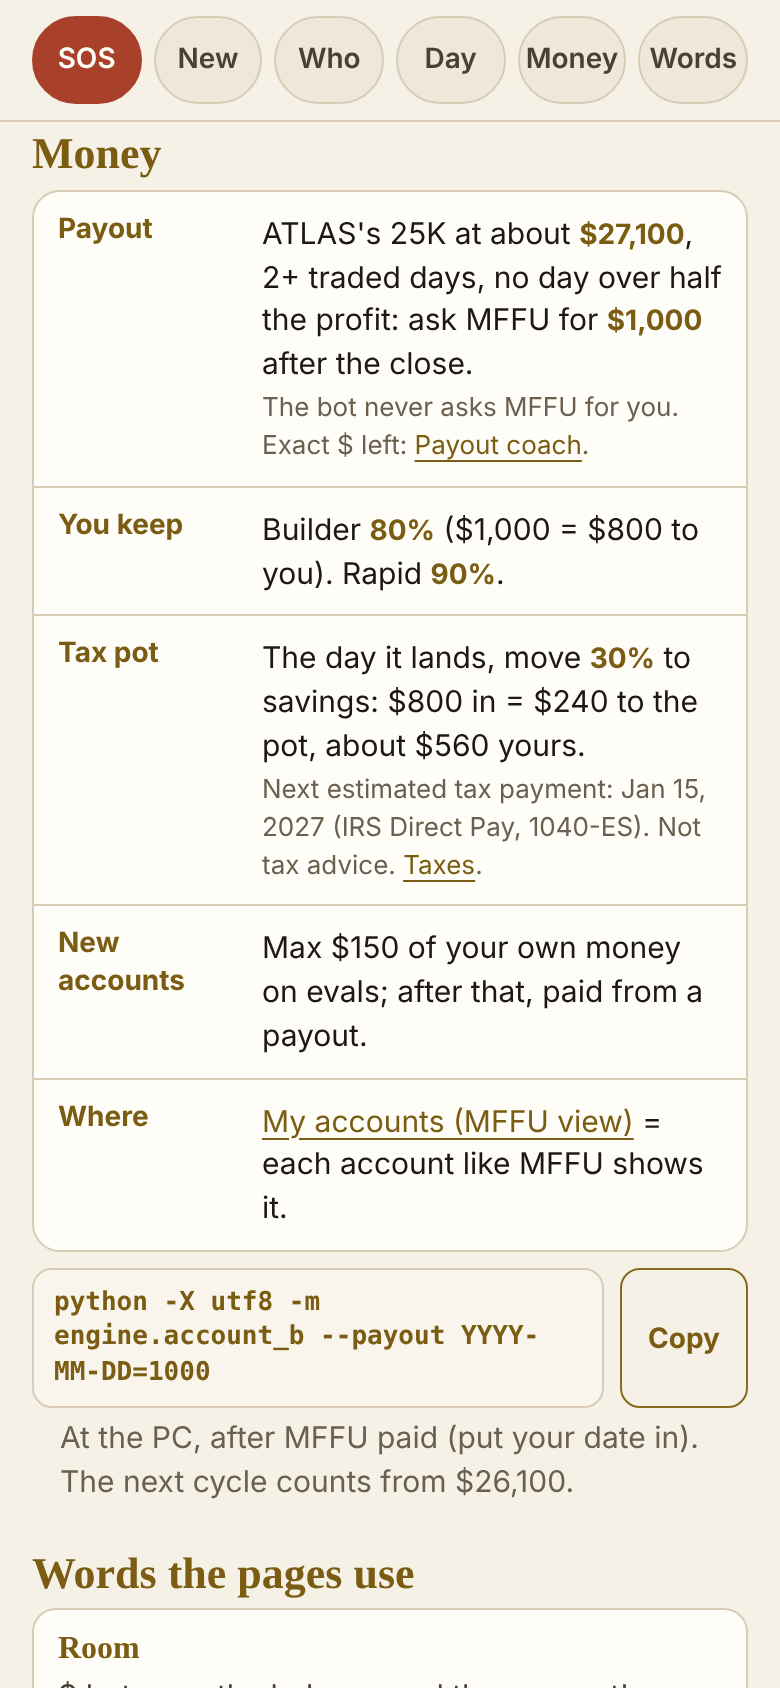 SOS
New
Who
Day
Money
Words
Money
Payout
ATLAS's 25K at about $27,100,
2+ traded days, no day over half
the profit: ask MFFU for $1,000
after the close.
The bot never asks MFFU for you.
Exact $ left: Payout coach.
You keep
Builder 80% ($1,000 = $800 to
you). Rapid 90%.
Tax pot
The day it lands, move 30% to
savings: $800 in = $240 to the
pot, about $560 yours.
Next estimated tax payment: Jan 15,
2027 (IRS Direct Pay, 1040-ES). Not
tax advice. Taxes.
New
accounts
Max $150 of your own money
on evals; after that, paid from a
payout.
Where
My accounts (MFFU view) =
each account like MFFU shows
it.
python -X utf8 -m
engine.account_b --payout YYYY-
MM-DD=1000
Copy
At the PC, after MFFU paid (put your date in).
The next cycle counts from $26,100.
Words the pages use
Room